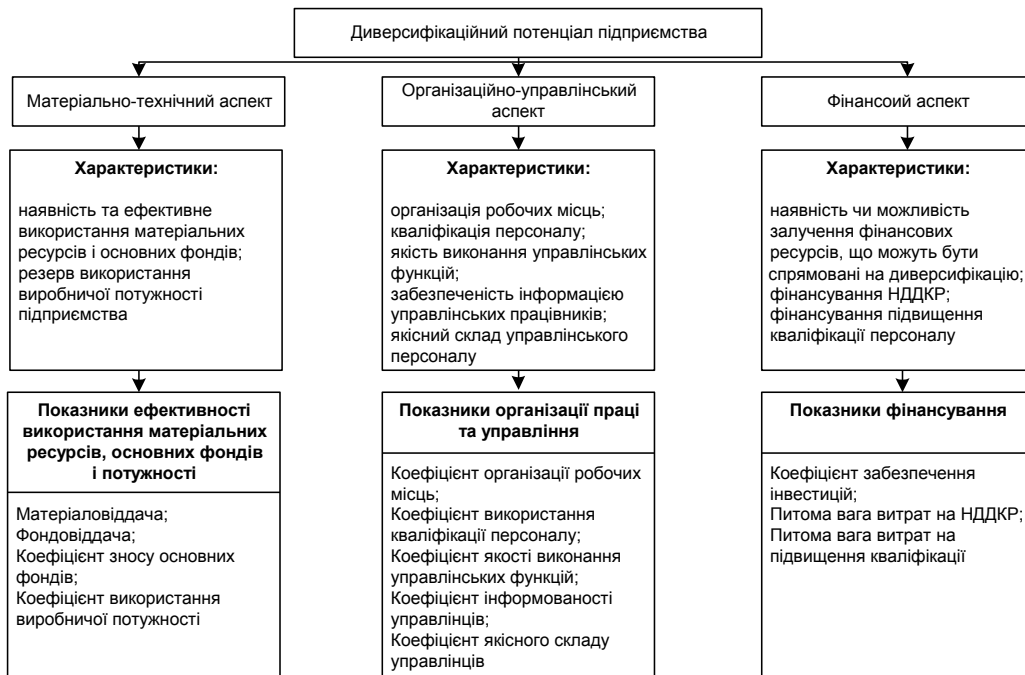 Диверсифікаційний потенціал підприємства
Матеріально-технічний аспект
Організаційно-управлінський
аспект
Фінансоий аспект
Характеристики:
наявність та ефективне
використання матеріальних
ресурсів і основних фондів;
резерв використання
виробничої потужності
підприємства
Характеристики:
організація робочих місць;
кваліфікація персоналу;
якість виконання управлінських
функцій;
забезпеченість інформацією
управлінських працівників;
якісний склад управлінського
персоналу
Характеристики:
наявність чи можливість
залучення фінансових
ресурсів, що можуть бути
спрямовані на диверсифікацію;
фінансування НДДКР;
фінансування підвищення
кваліфікації персоналу
Показники ефективності
використання матеріальних
ресурсів, основних фондів
і потужності
Матеріаловіддача;
Фондовіддача;
Коефіцієнт зносу основних
фондів;
Коефіцієнт використання
виробничої потужності
Показники організації праці
та управління
Коефіцієнт організації робочих
місць;
Коефіцієнт використання
кваліфікації персоналу;
Коефіцієнт якості виконання
управлінських функцій;
Коефіцієнт інформованості
управлінців;
Коефіцієнт якісного складу
управлінців
Показники фінансування
Коефіцієнт забезпечення
інвестицій;
Питома вага витрат на НДДКР;
Питома вага витрат на
підвищення кваліфікації